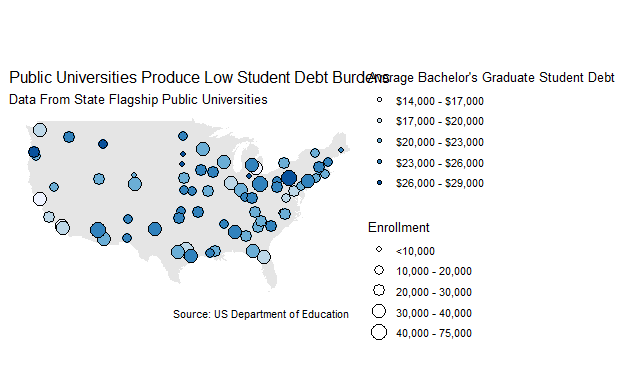 Public Universities Produce Low Student Debt Burdens
Data From State Flagship Public Universities
Average Bachelor's Graduate Student Debt
$14,000 - $17,000
$17,000 - $20,000
$20,000 - $23,000
$23,000 - $26,000
$26,000 - $29,000
Enrollment
<10,000
10,000 - 20,000
20,000 - 30,000
30,000 - 40,000
40,000 - 75,000
Source: US Department of Education